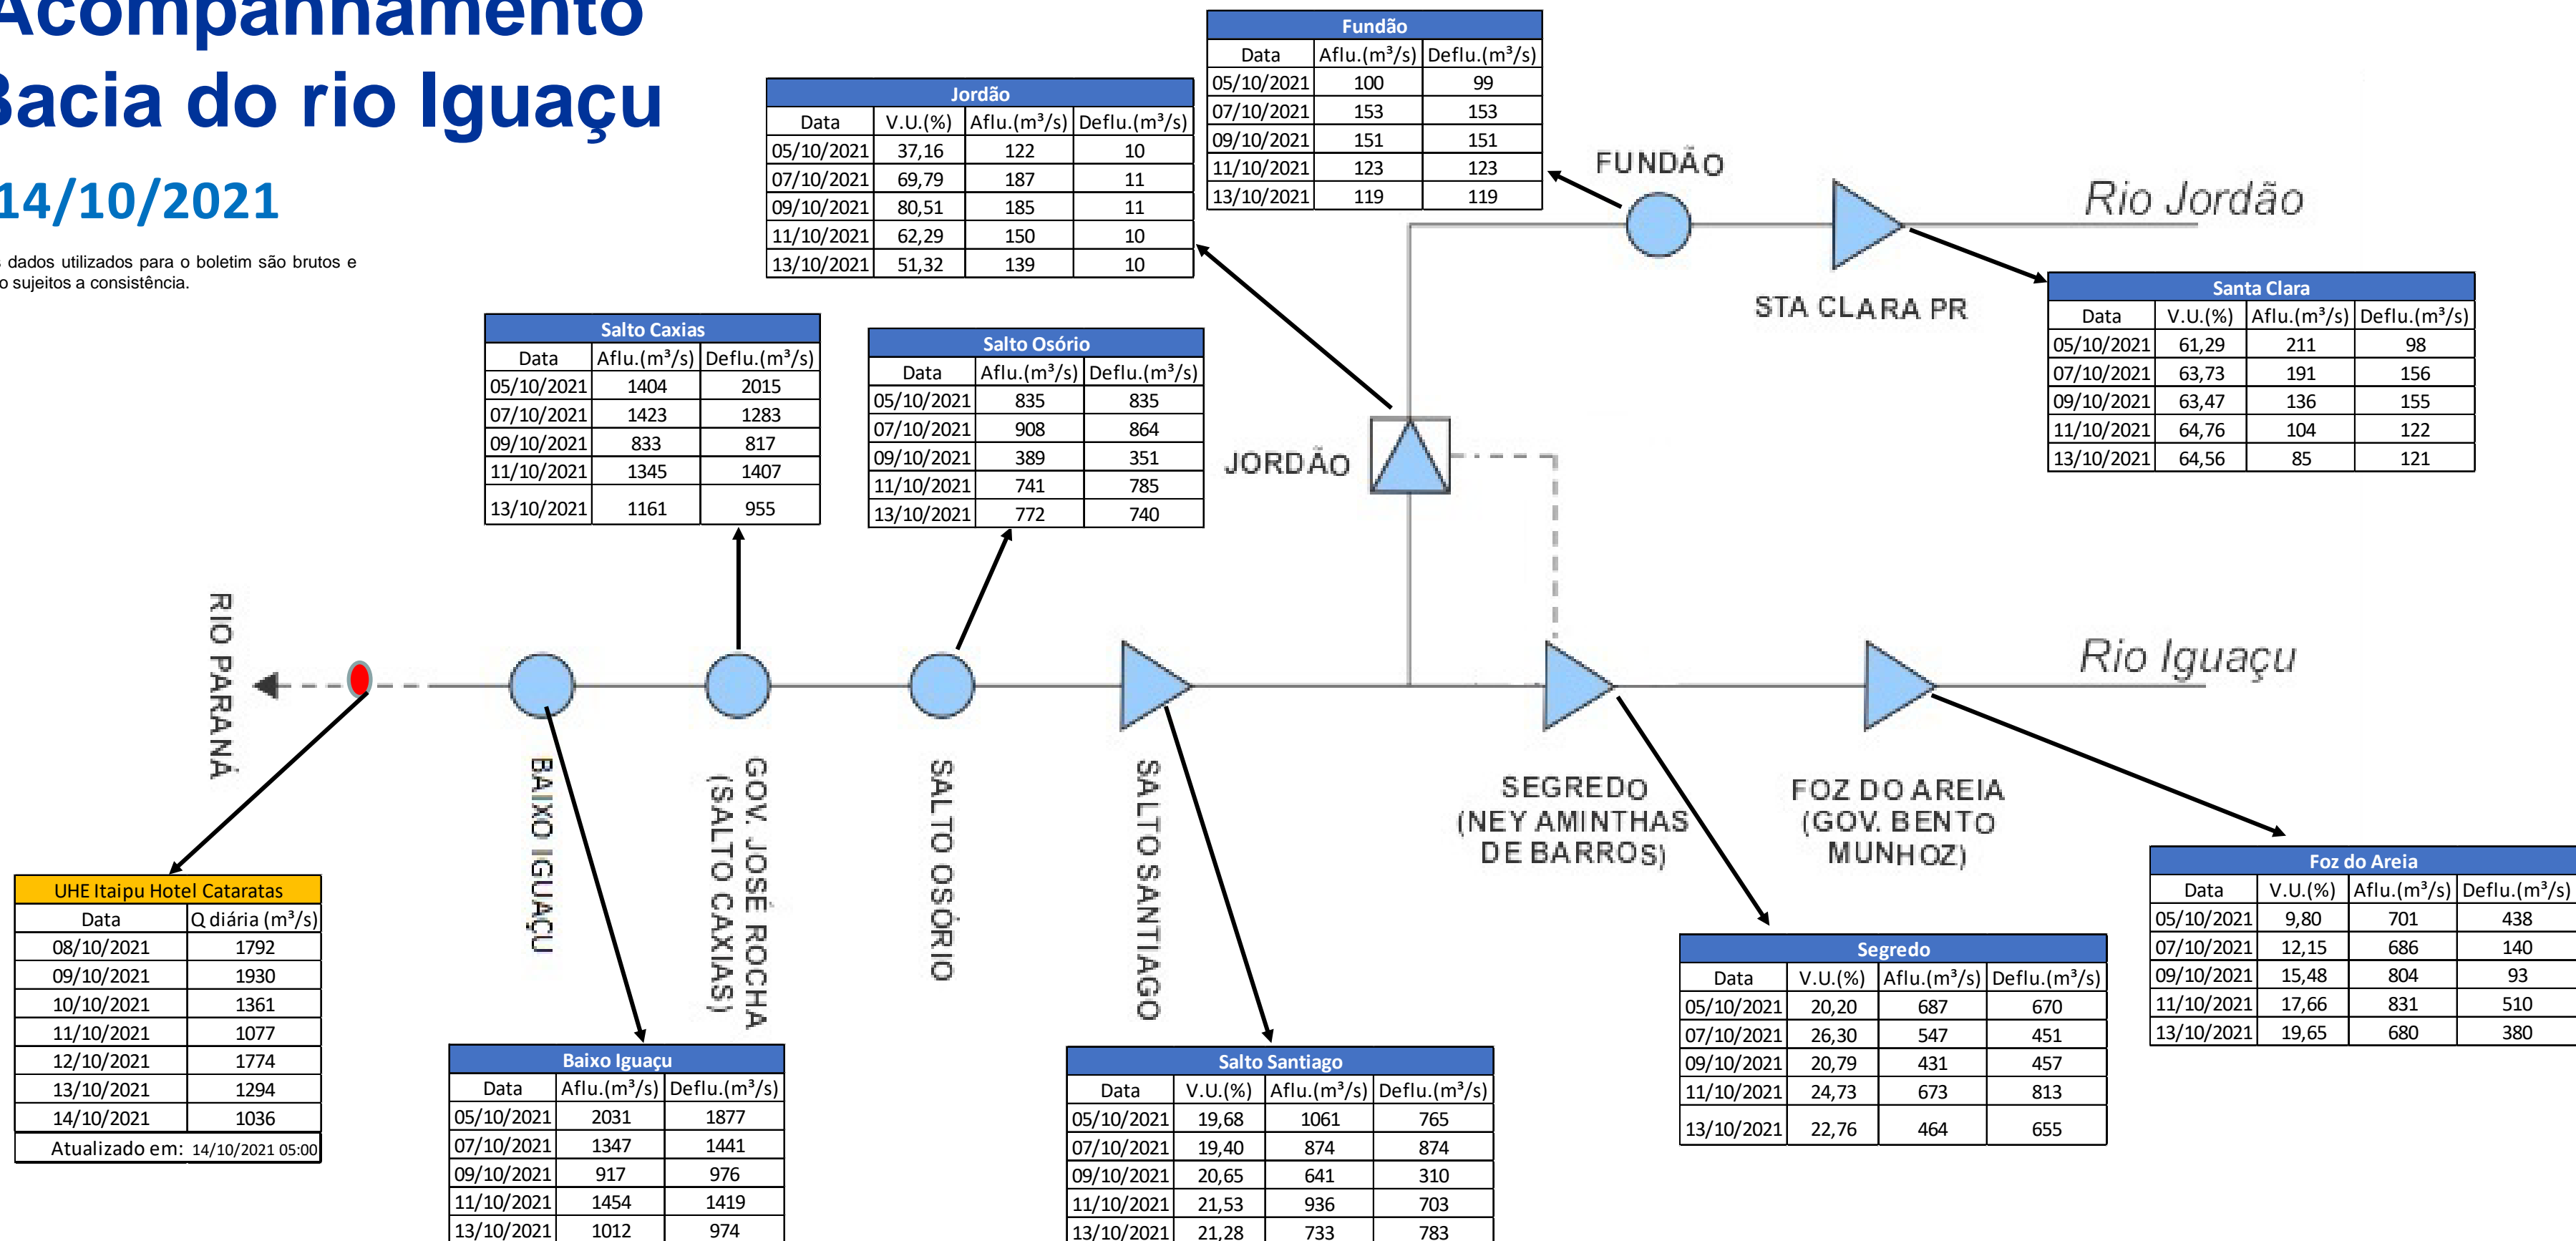 Acompanhamento
Bacia do rio Iguaçu
14/10/2021
s dados utilizados para o boletim são brutos e
o sujeitos a consistência.
Fundão
Data Aflu.(m³/s) Deflu.(m³/s)
05/10/2021 100 99
07/10/2021 153 153
09/10/2021 151 151
11/10/2021 123 123
13/10/2021 119 119
Jordão
Data V.U.(%) Aflu.(m³/s) Deflu.(m³/s)
05/10/2021 37,16 122 10
07/10/2021 69,79 187 11
09/10/2021 80,51 185 11
11/10/2021 62,29 150 10
13/10/2021 51,32 139 10
FUNDÃO
Rio Jordão
STA CLARA PR
Santa Clara
Data V.U.(%) Aflu.(m³/s) Deflu.(m³/s)
05/10/2021 61,29 211 98
07/10/2021 63,73 191 156
09/10/2021 63,47 136 155
11/10/2021 64,76 104 122
13/10/2021 64,56 85 121
Salto Caxias
Data Aflu.(m³/s) Deflu.(m³/s)
05/10/2021 1404 2015
07/10/2021 1423 1283
09/10/2021 833 817
11/10/2021 1345 1407
13/10/2021 1161 955
Salto Osório
Data Aflu.(m³/s) Deflu.(m³/s)
05/10/2021 835 835
07/10/2021 908 864
09/10/2021 389 351
11/10/2021 741 785
13/10/2021 772 740
JORDÃO
RIO PARANÁ
Rio Iguaçu
BAIXO IGUAÇU
GOV. JOSÉ ROCHA
(SALTO CAXIAS)
SALTO OSÓRIO
SALTO SANTIAGO
SEGREDO
(NEY AMINTHAS
DE BARROS)
FOZ DO AREIA
(GOV. BENTO
MUNHOZ)
UHE Itaipu Hotel Cataratas
Data Q diária (m³/s)
08/10/2021 1792
09/10/2021 1930
10/10/2021 1361
11/10/2021 1077
12/10/2021 1774
13/10/2021 1294
14/10/2021 1036
Atualizado em: 14/10/2021 05:00
Baixo Iguaçu
Data Aflu.(m³/s) Deflu.(m³/s)
05/10/2021 2031 1877
07/10/2021 1347 1441
09/10/2021 917 976
11/10/2021 1454 1419
13/10/2021 1012 974
Salto Santiago
Data V.U.(%) Aflu.(m³/s) Deflu.(m³/s)
05/10/2021 19,68 1061 765
07/10/2021 19,40 874 874
09/10/2021 20,65 641 310
11/10/2021 21,53 936 703
13/10/2021 21,28 733 783
Segredo
Data V.U.(%) Aflu.(m³/s) Deflu.(m³/s)
05/10/2021 20,20 687 670
07/10/2021 26,30 547 451
09/10/2021 20,79 431 457
11/10/2021 24,73 673 813
13/10/2021 22,76 464 655
Foz do Areia
Data V.U.(%) Aflu.(m³/s) Deflu.(m³/s)
05/10/2021 9,80 701 438
07/10/2021 12,15 686 140
09/10/2021 15,48 804 93
11/10/2021 17,66 831 510
13/10/2021 19,65 680 380